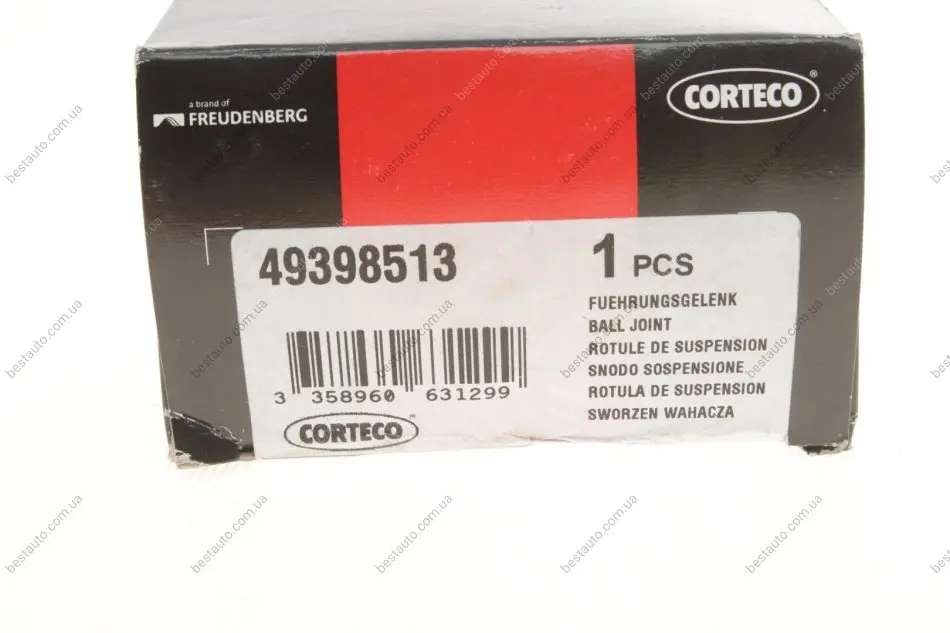 a brand of
FREUDENBERG
CORTECO®
49398513
1 PCS
FUEHRUNGSGELENK
BALL JOINT
ROTULE DE SUSPENSION
SNODO SOSPENSIONE
ROTULA DE SUSPENSION
SWORZEN WAHACZA
3 358960 631299
CORTECO
bestauto.com.ua